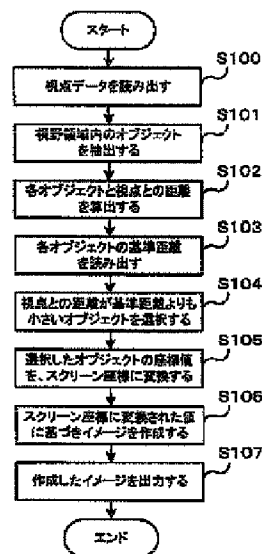 スタート
S100
視点データを読み出す
S101
視野領域内のオブジェクト
を抽出する
S102
各オブジェクトと視点との距離
を算出する
S103
各オブジェクトの基準距離
を読み出す
S104
視点との距離が基準距離よりも
小さいオブジェクトを選択する
S105
選択したオブジェクトの座標値
を、スクリーン座標に変換する
S106
スクリーン座標に変換された値
に基づきイメージを作成する
S107
作成したイメージを出力する
エンド